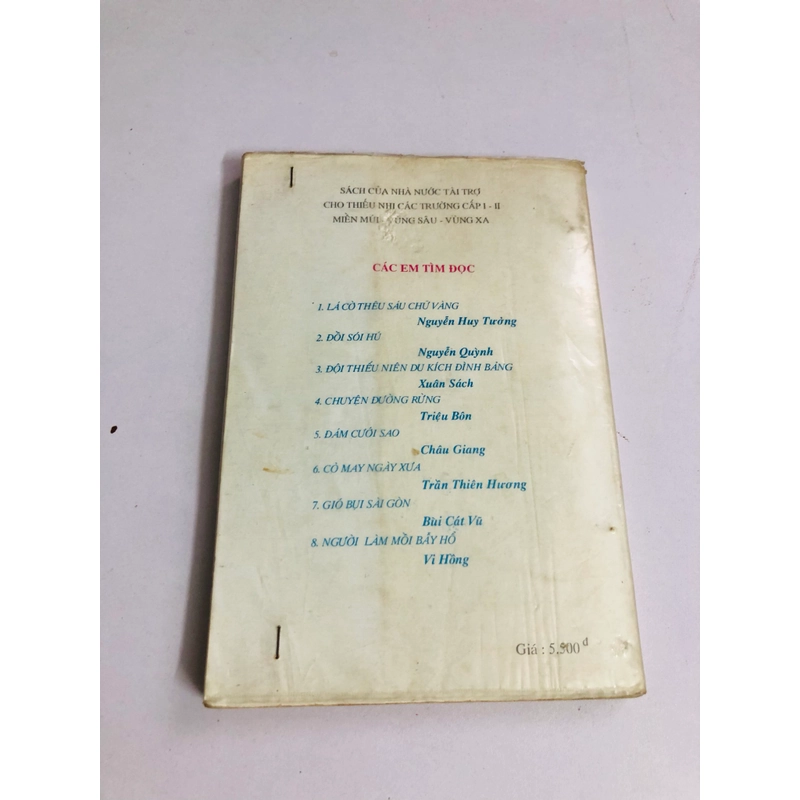 SÁCH CỦA NHÀ NƯỚC TÀI TRỢ
CHO THIẾU NHI CÁC TRƯỜNG CẤP I - II
MIỀN MÚI - VÙNG SÂU - VÙNG XA
CÁC EM TÌM ĐỌC
1. LÁ CỜ THÊU SÁU CHỮ VÀNG
Nguyễn Huy Tưởng
2. ĐỒI SÓI HÚ
Nguyễn Quỳnh
3. ĐỘI THIẾU NIÊN DU KÍCH ĐÌNH BẢNG
Xuân Sách
4. CHUYỆN ĐƯỜNG RỪNG
Triệu Bôn
5. ĐÁM CƯỚI SAO
Châu Giang
6. CỎ MAY NGÀY XƯA
Trần Thiên Hương
7. GIÓ BỤI SÀI GÒN
Bùi Cát Vũ
8. NGƯỜI LÀM MỒI BẪY HỔ
Vi Hồng
Giá : 5.500đ